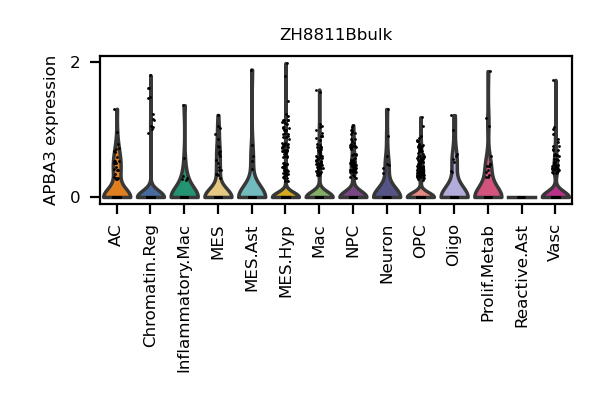 ZH8811Bbulk
APBA3 expression
2
0
AC
Chromatin.Reg
Inflammatory.Mac
MES
MES.Ast
MES.Hyp
Mac
NPC
Neuron
OPC
Oligo
Prolif.Metab
Reactive.Ast
Vasc